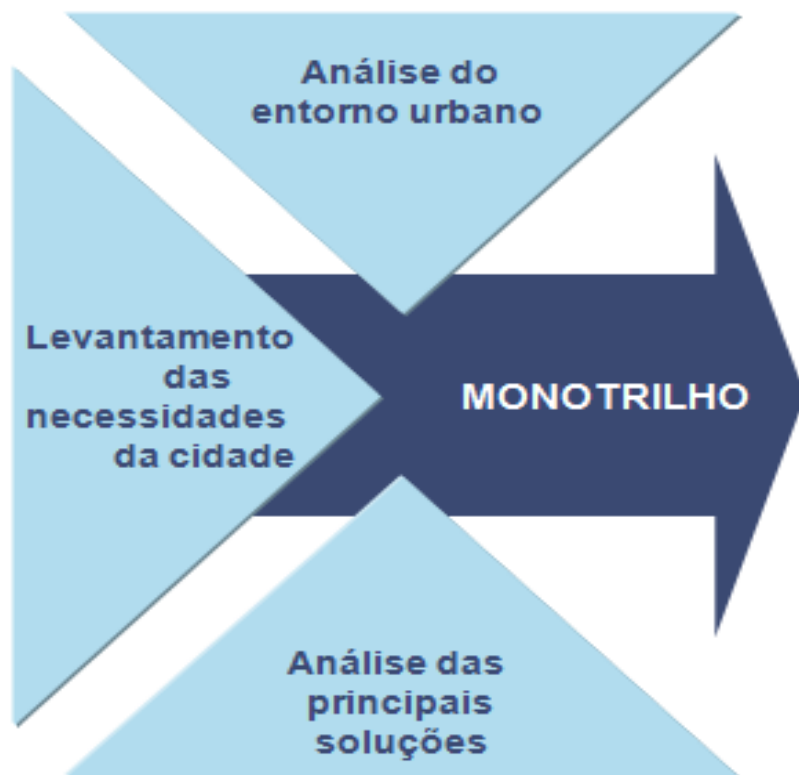 Análise do
entorno urbano
Levantamento
das
necessidades
da cidade
MONOTRILHO
Análise das
principais
soluções